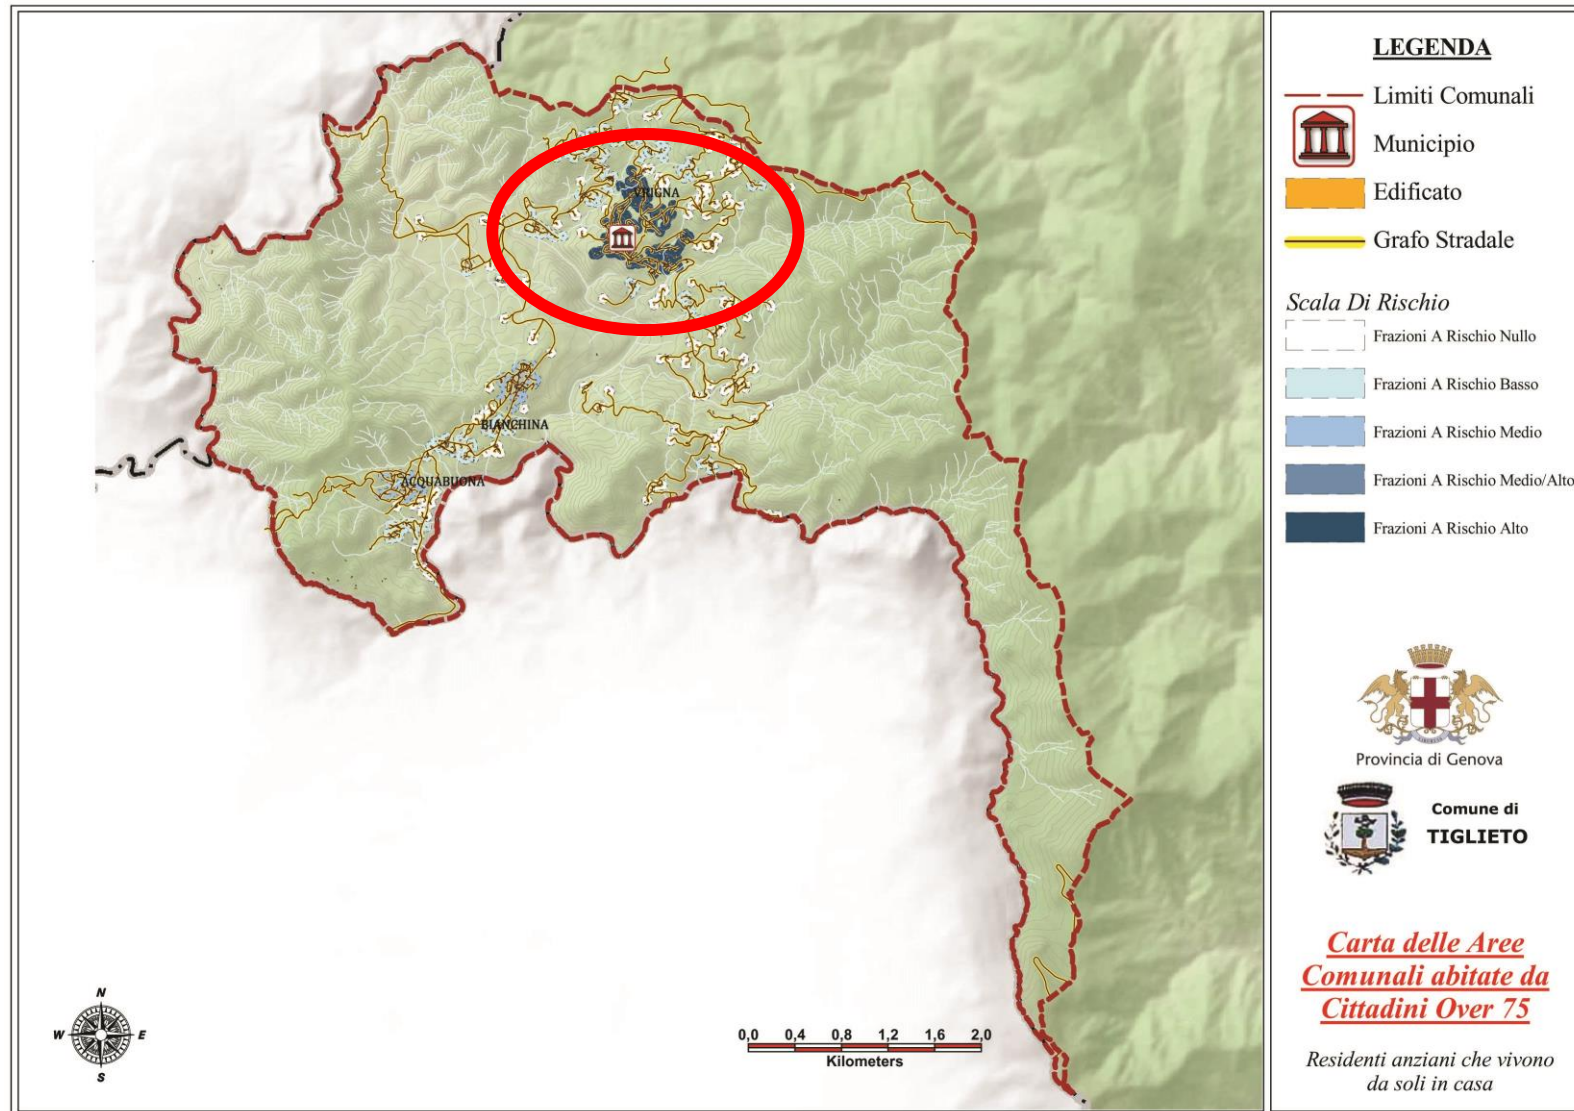 VRIGNA
BIANCHINA
ACQUABUONA
N
W E
S
0,0 0,4 0,8 1,2 1,6 2,0
Kilometers
LEGENDA
Limiti Comunali
Municipio
Edificato
Grafo Stradale
Scala Di Rischio
Frazioni A Rischio Nullo
Frazioni A Rischio Basso
Frazioni A Rischio Medio
Frazioni A Rischio Medio/Alto
Frazioni A Rischio Alto
Provincia di Genova
Comune di
TIGLIETO
Carta delle Aree
Comunali abitate da
Cittadini Over 75
Residenti anziani che vivono
da soli in casa